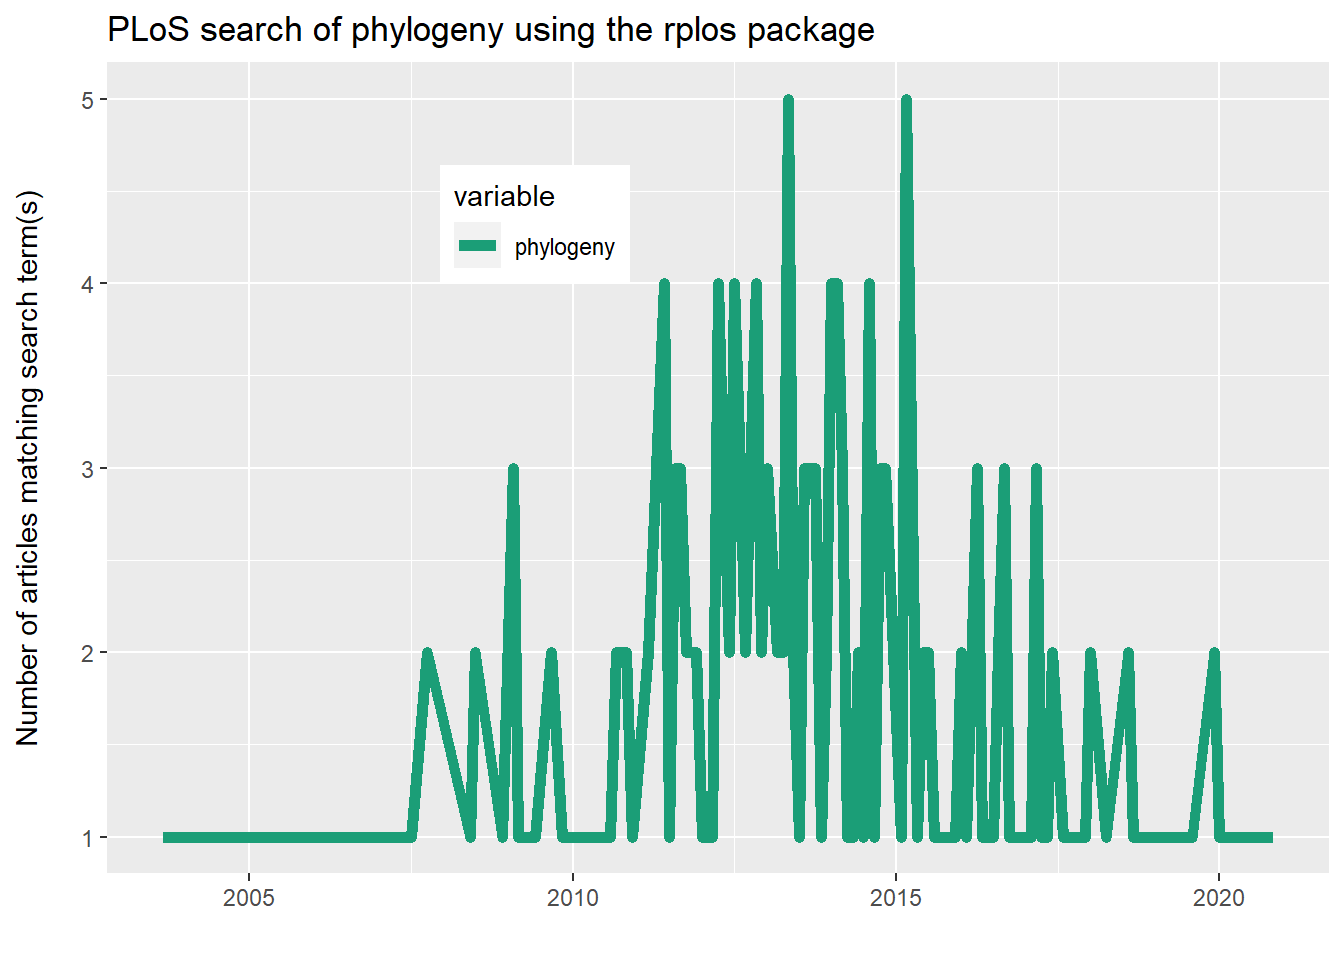 PLoS search of phylogeny using the rplos package
Number of articles matching search term(s)
5
4
3
2
1
variable
phylogeny
2005
2010
2015
2020